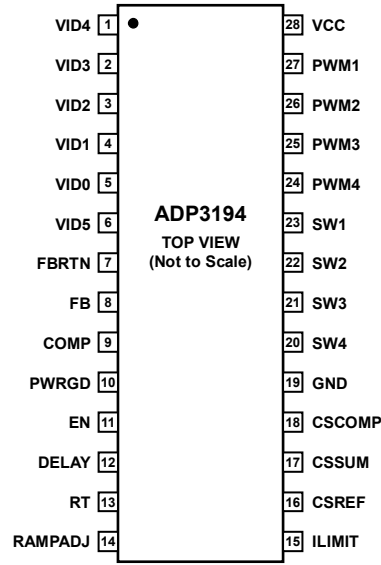 VID4 1 28 VCC
VID3 2 27 PWM1
VID2 3 26 PWM2
VID1 4 25 PWM3
VID0 5 24 PWM4
ADP3194
VID5 6 23 SW1
TOP VIEW
(Not to Scale)
FBRTN 7 22 SW2
FB 8 21 SW3
COMP 9 20 SW4
PWRGD 10 19 GND
EN 11 18 CSCOMP
DELAY 12 17 CSSUM
RT 13 16 CSREF
RAMPADJ 14 15 ILIMIT